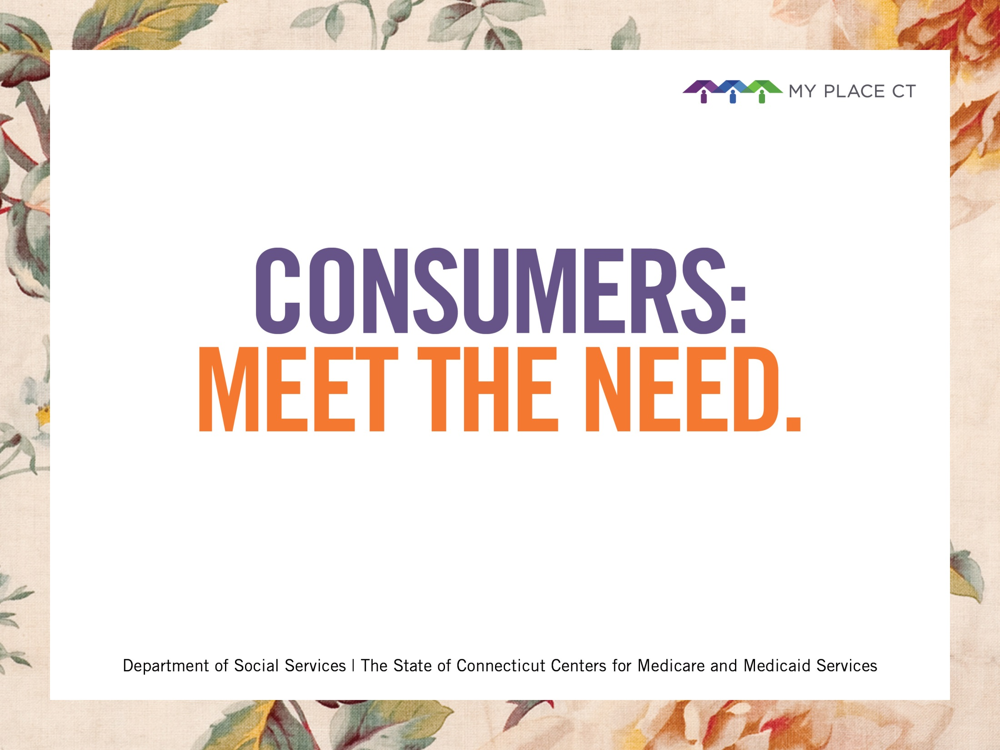 MY PLACE CT
CONSUMERS:
MEET THE NEED.
Department of Social Services | The State of Connecticut Centers for Medicare and Medicaid Services